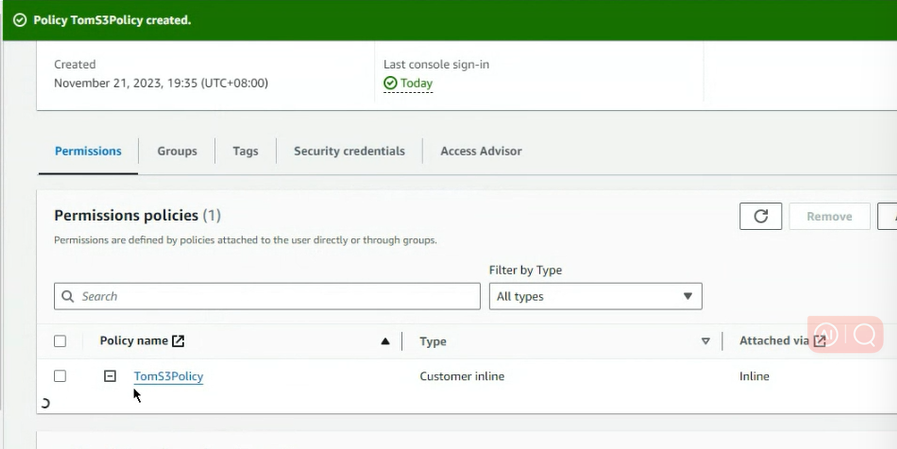 Policy TomS3Policy created.
Created
November 21, 2023, 19:35 (UTC+08:00)
Last console sign-in
Today
Permissions
Groups
Tags
Security credentials
Access Advisor
Permissions policies (1)
Remove
Permissions are defined by policies attached to the user directly or through groups.
Filter by Type
Search
All types
Policy name
Type
Attached via
AI
TomS3Policy
Customer inline
Inline